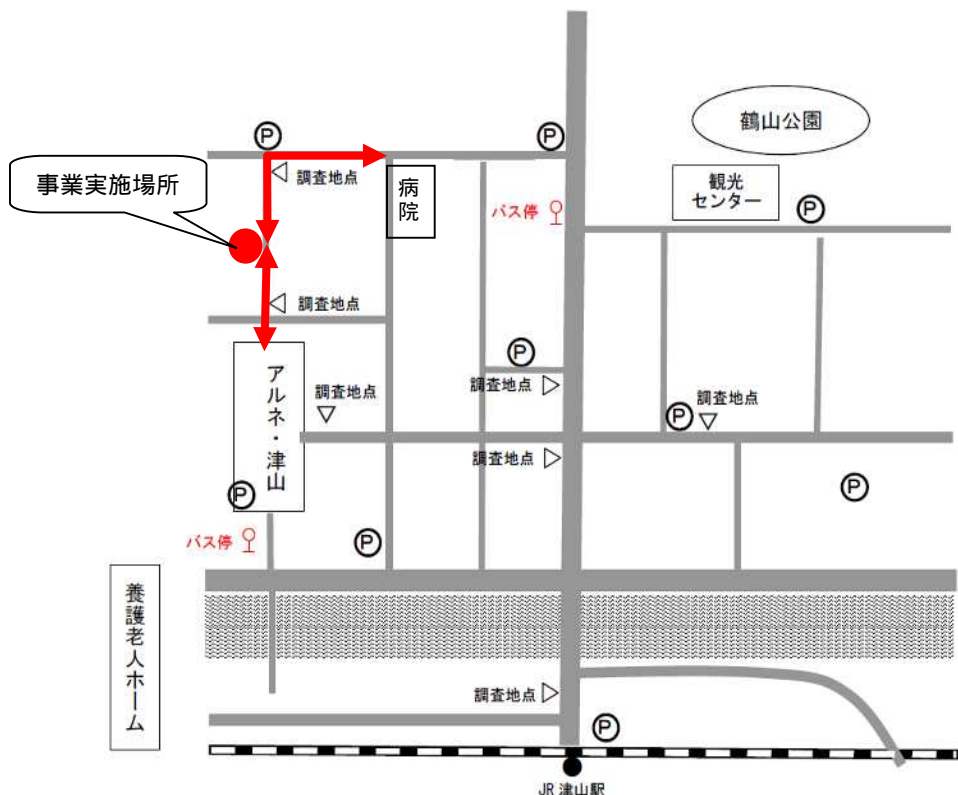 鶴山公園
P
P
事業実施場所
調査地点
病院
観光
センター
バス停
P
調査地点
P
アルネ・津山
調査地点
調査地点
P
調査地点
調査地点
P
P
バス停
P
養護老人ホーム
調査地点
P
JR 津山駅